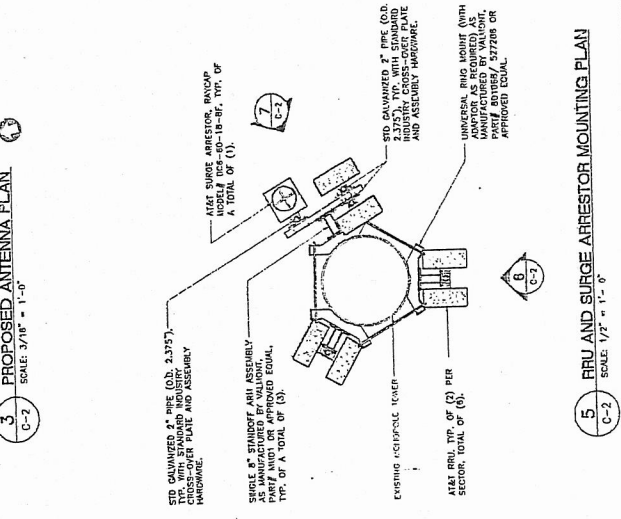 3
C-2
PROPOSED ANTENNA PLAN
SCALE: 3/16" = 1'-0"
STD GALVANIZED 2" PIPE (O.D. 2.375"),
TYP. WITH STANDARD INDUSTRY
CROSS-OVER PLATE AND ASSEMBLY
HARDWARE.
SINGLE 8" STANDOFF ARM ASSEMBLY
AS MANUFACTURED BY VALMONT,
PART# OR APPROVED EQUAL,
TYP. OF A TOTAL OF (3).
EXISTING MONOPOLE TOWER
AT&T RRU, TYP. OF (2) PER
SECTOR, TOTAL OF (6).
AT&T SURGE ARRESTOR, RAYCAP
MODEL# DC6-60-18-8F, TYP. OF
A TOTAL OF (1).
7
C-2
STD GALVANIZED 2" PIPE (O.D.
2.375"), TYP. WITH STANDARD
INDUSTRY CROSS-OVER PLATE
AND ASSEMBLY HARDWARE.
UNIVERSAL RING MOUNT (WITH
ADAPTOR AS REQUIRED) AS
MANUFACTURED BY VALMONT,
PART# 801068/ 527206 OR
APPROVED EQUAL.
6
C-2
5
C-2
RRU AND SURGE ARRESTOR MOUNTING PLAN
SCALE: 1/2" = 1'- 0"